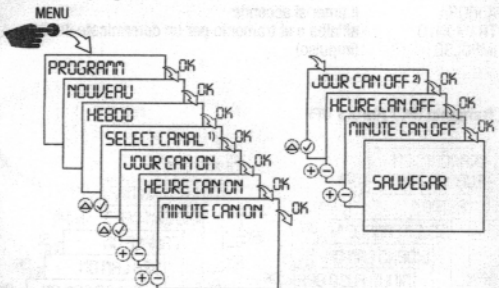 MENU
PROGRAMM
OK
NOUVEAU
OK
HEBDO
OK
SELECT CANAL 1)
OK
JOUR CAN ON
OK
HEURE CAN ON
OK
MINUTE CAN ON
OK
JOUR CAN OFF 2)
OK
HEURE CAN OFF
OK
MINUTE CAN OFF
OK
SAUVEGAR